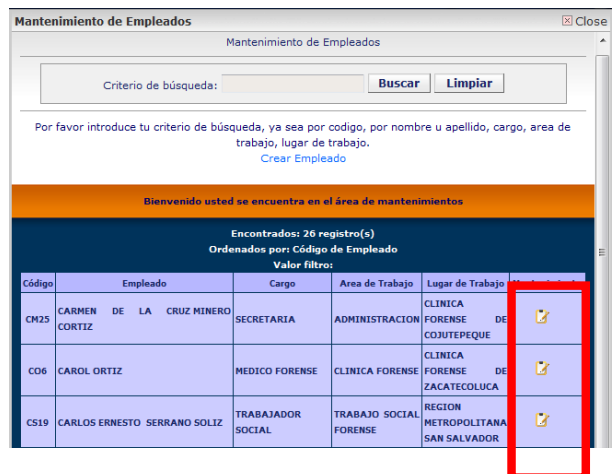 Mantenimiento de Empleados
Close
Mantenimiento de Empleados
Criterio de búsqueda:
Buscar
Limpiar
Por favor introduce tu criterio de búsqueda, ya sea por codigo, por nombre u apellido, cargo, area de
trabajo, lugar de trabajo.
Crear Empleado
Bienvenido usted se encuentra en el área de mantenimientos
Encontrados: 26 registro(s)
Ordenados por: Código de Empleado
Valor filtro:
Código Empleado Cargo Area de Trabajo Lugar de Trabajo
CM25 CARMEN DE LA CRUZ MINERO CORTIZ SECRETARIA ADMINISTRACION CLINICA FORENSE DE COJUTEPEQUE
CO6 CAROL ORTIZ MEDICO FORENSE CLINICA FORENSE CLINICA FORENSE DE ZACATECOLUCA
CS19 CARLOS ERNESTO SERRANO SOLIZ TRABAJADOR SOCIAL TRABAJO SOCIAL FORENSE REGION METROPOLITANA SAN SALVADOR